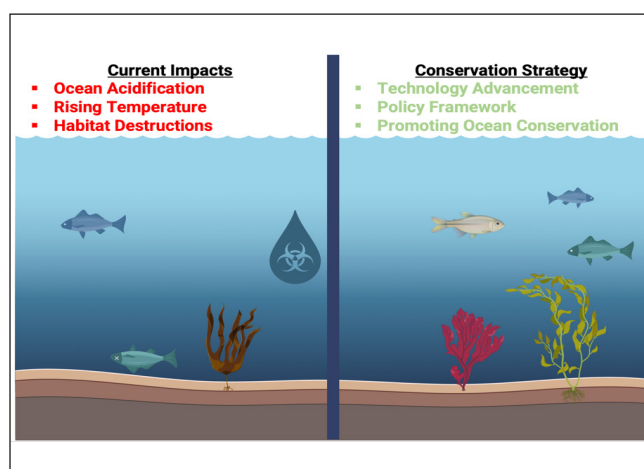 Current Impacts
▪ Ocean Acidification
▪ Rising Temperature
▪ Habitat Destructions
Conservation Strategy
▪ Technology Advancement
▪ Policy Framework
▪ Promoting Ocean Conservation